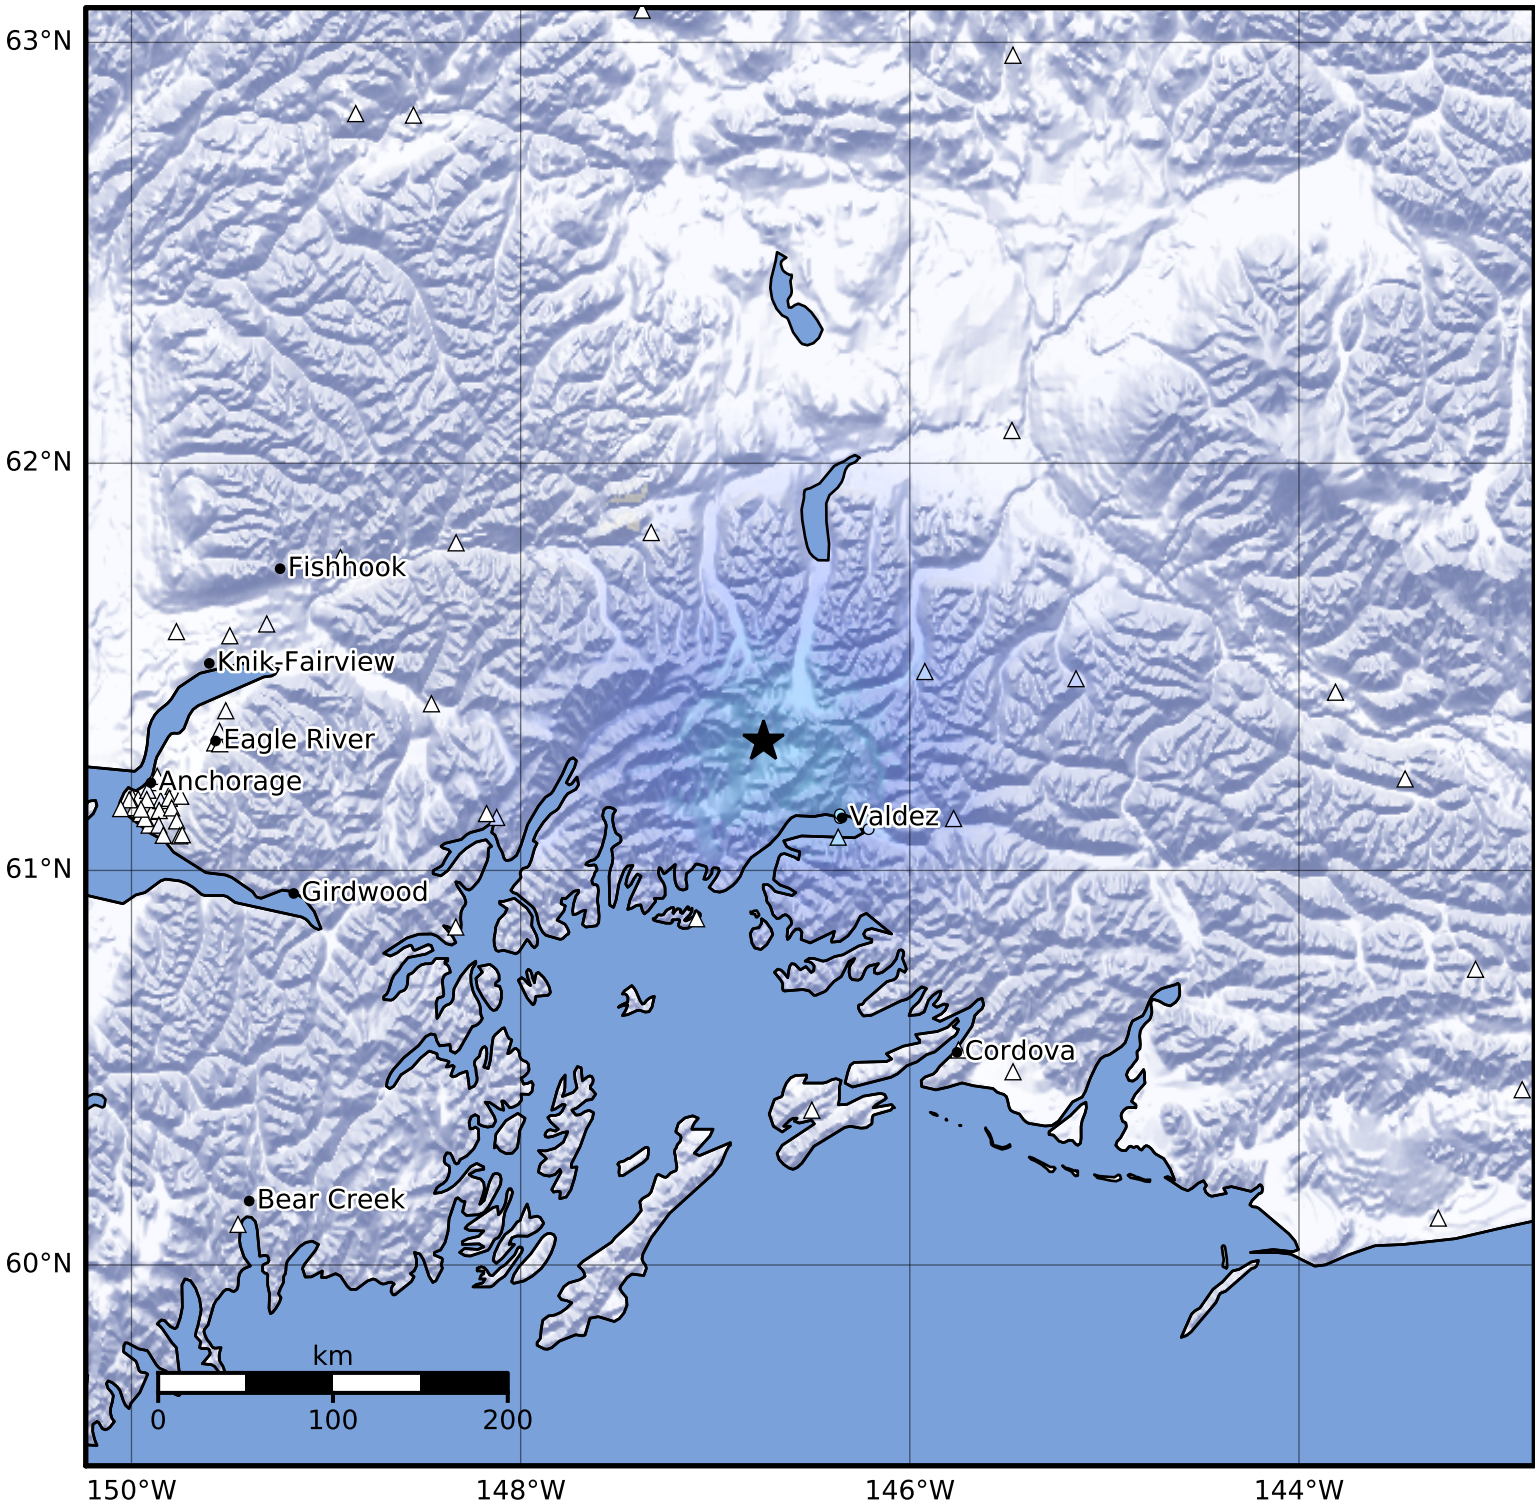 63°N
62°N
Fishhook
Knik-Fairview
Eagle River
Anchorage
Valdez
61°N
Girdwood
Cordova
Bear Creek
60°N
km
0 100 200
150°W 148°W 146°W 144°W